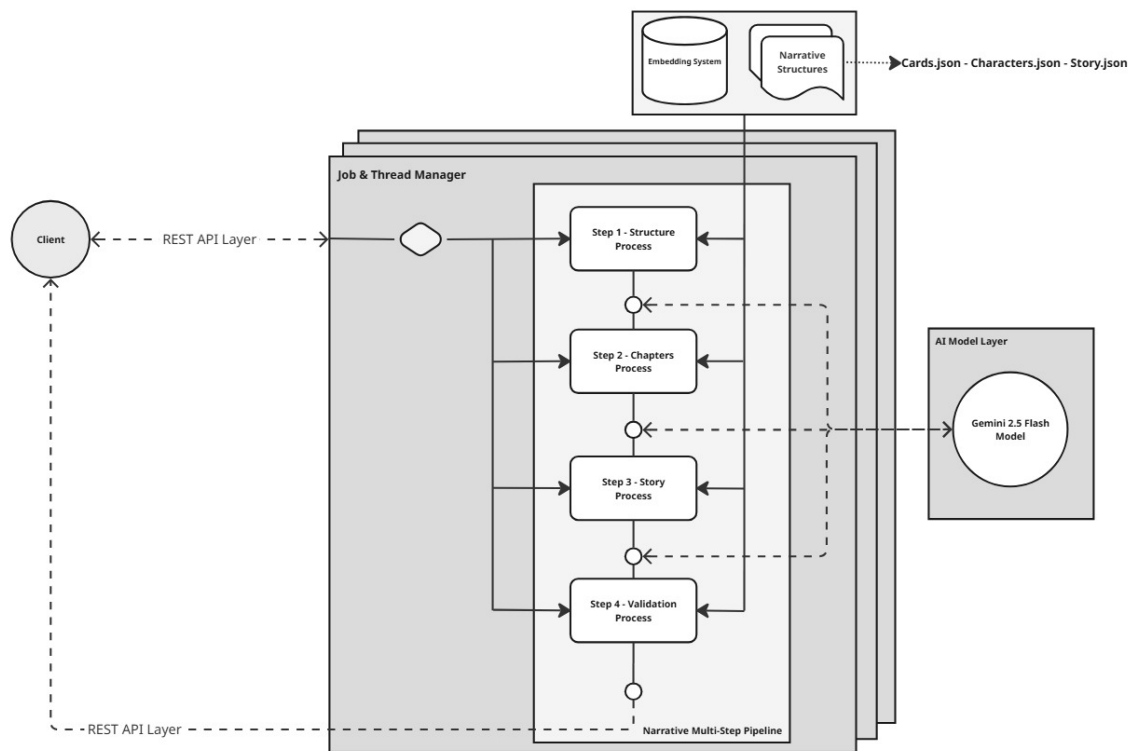 Embedding System
Narrative
Structures
Cards.json - Characters.json - Story.json
Job & Thread Manager
Client
REST API Layer
Step 1 - Structure
Process
Step 2 - Chapters
Process
AI Model Layer
Gemini 2.5 Flash
Model
Step 3 - Story
Process
Step 4 - Validation
Process
REST API Layer
Narrative Multi-Step Pipeline